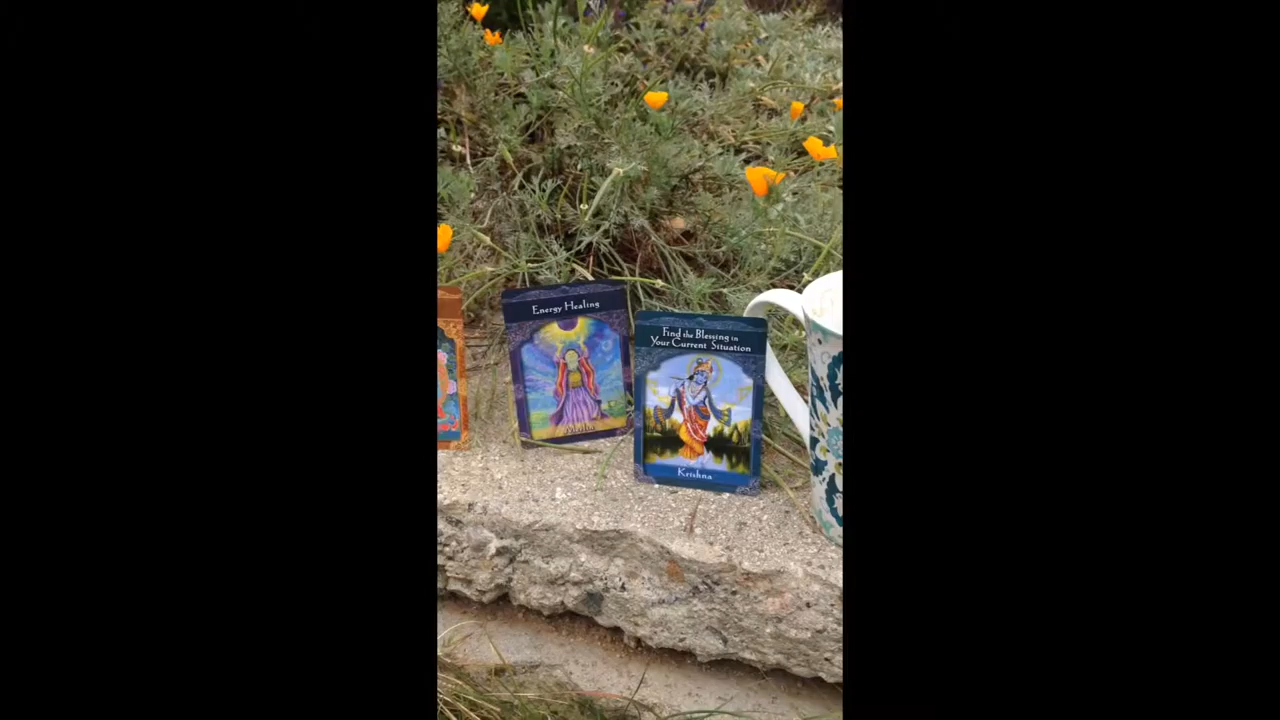 Energy Healing
Find the Blessing in
Your Current Situation
Krishna